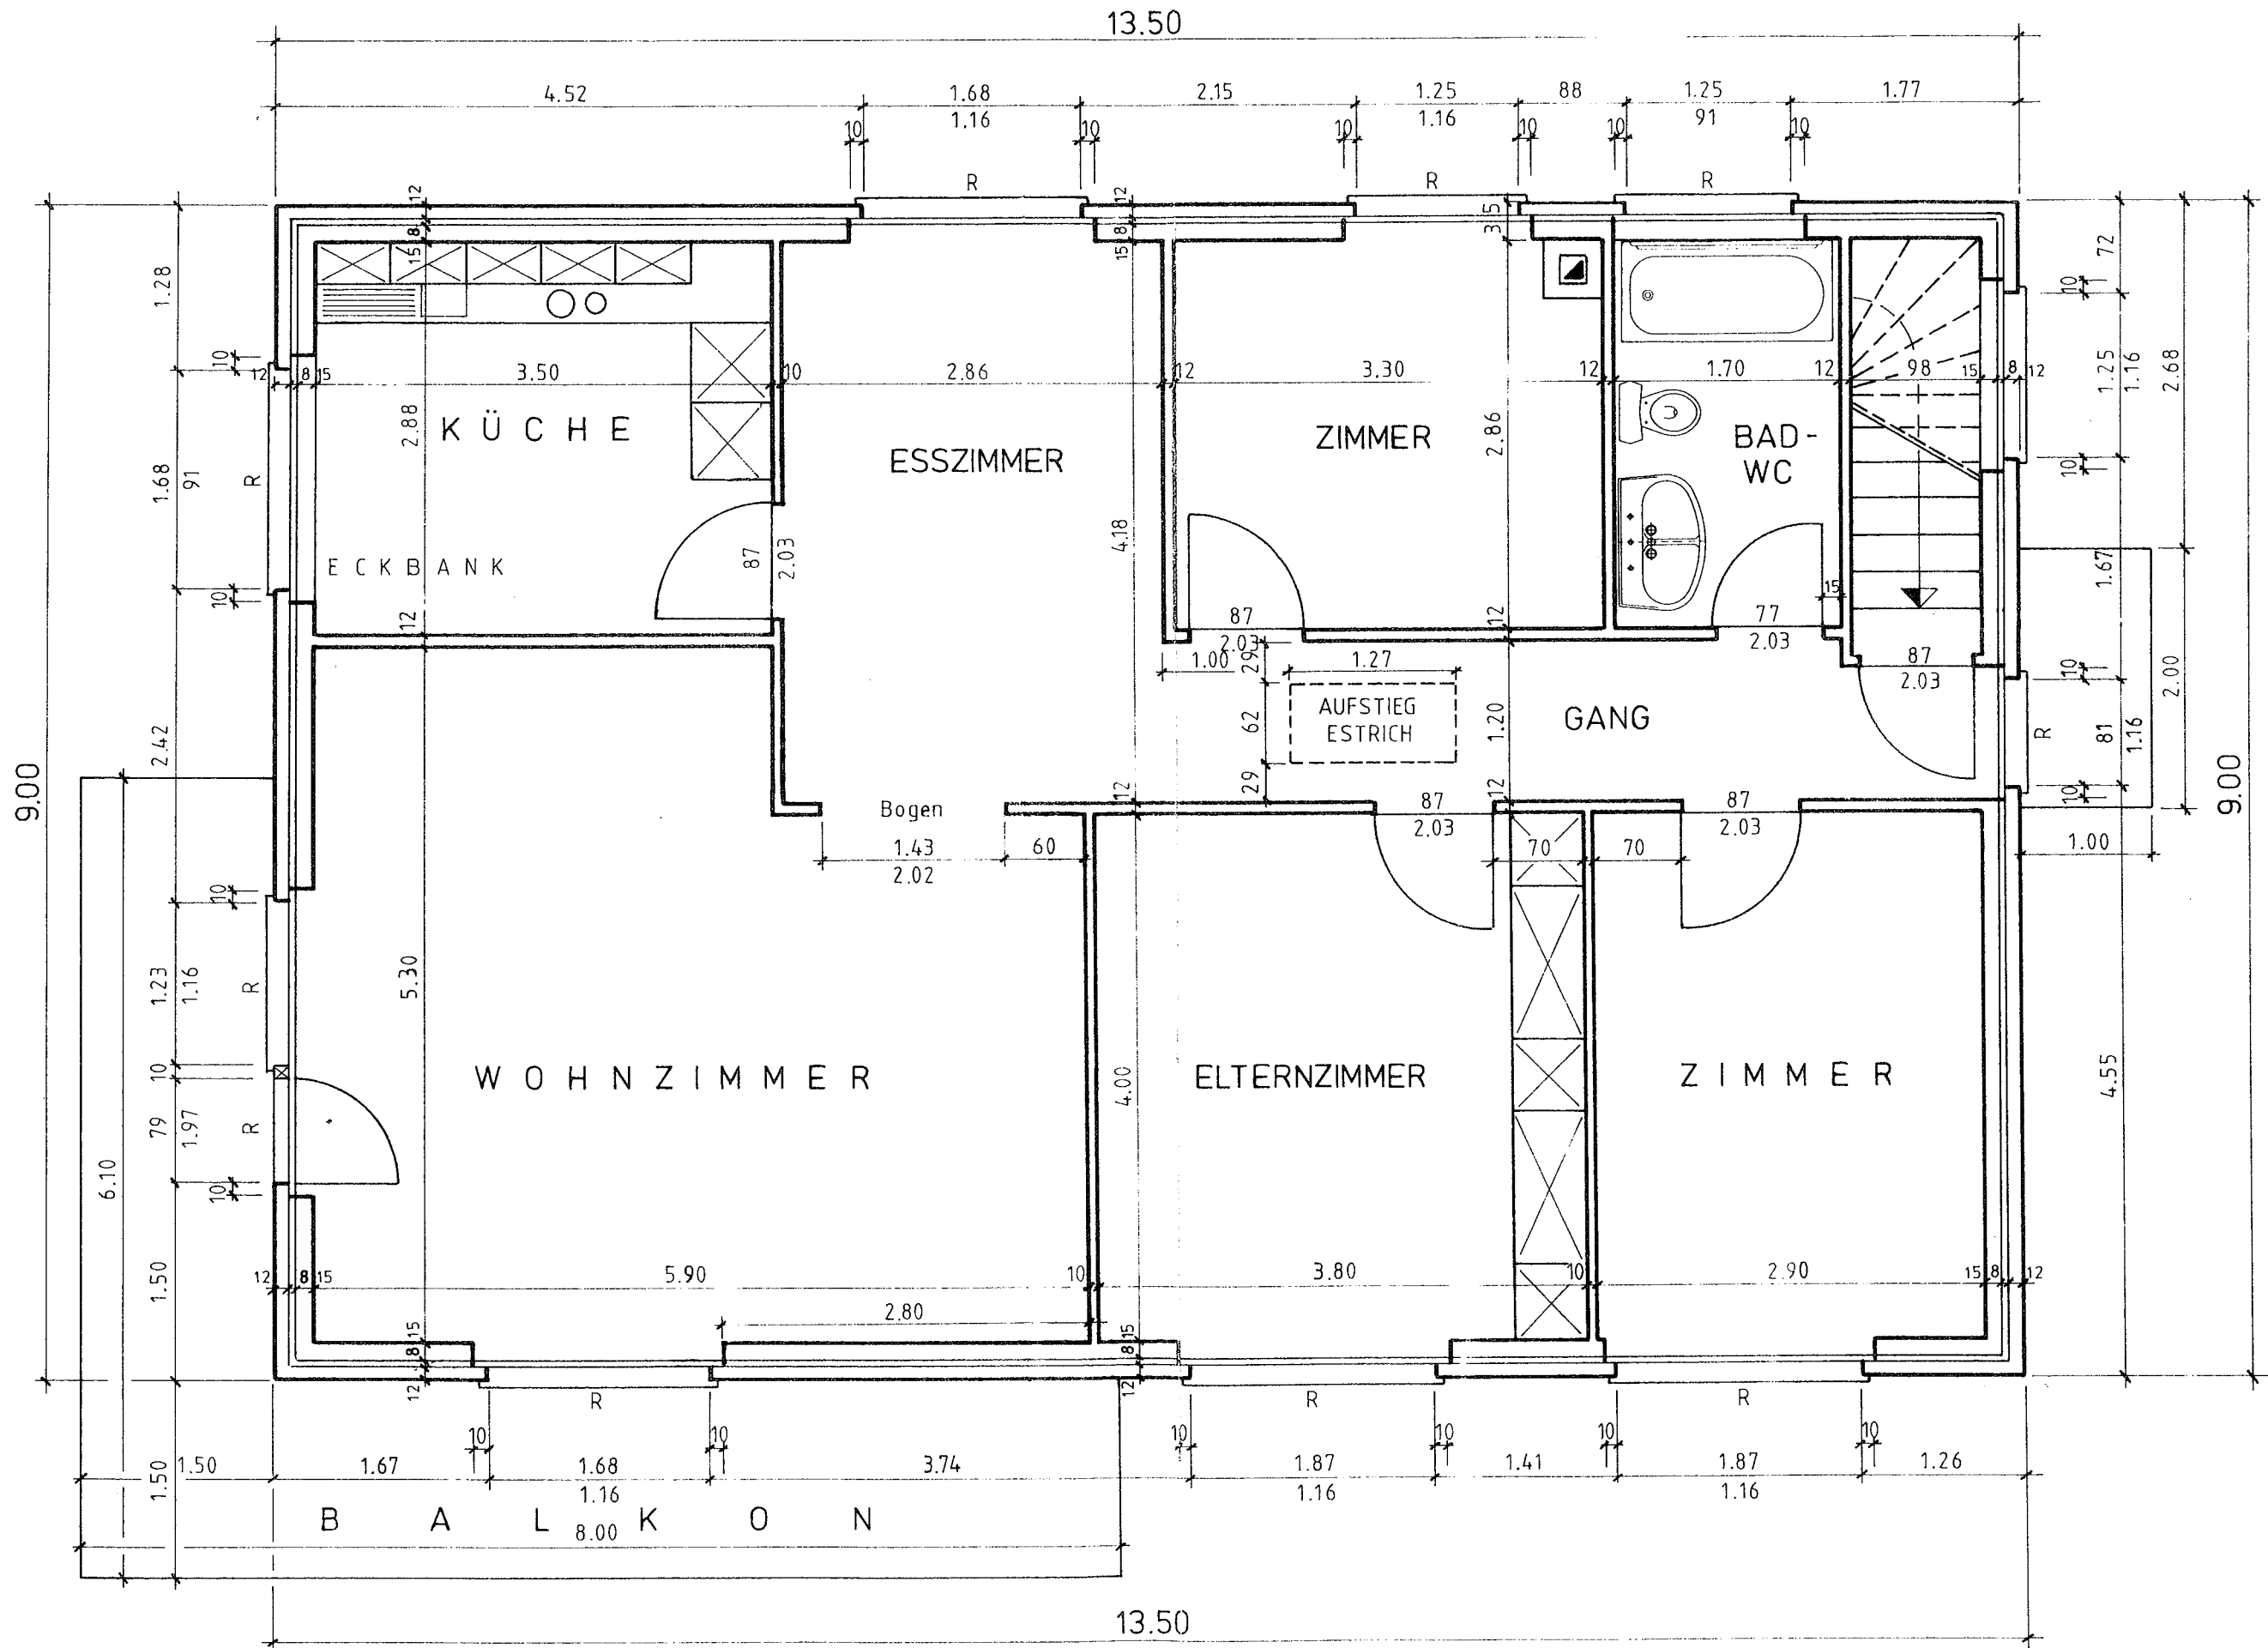 13.50
4.52 1.68 2.15 1.25 88 1.25 1.77
1.16 1.16 91
10 10 10 10 10 10
R R R
12 12 35
8 8
15 15
1.28 72
10 10
12 8 15 3.50 10 2.86 12 3.30 12 1.70 12 98 15 8 12
1.25 1.16 2.68
2.88 KÜCHE
ESSZIMMER
ZIMMER
2.86
BAD-
WC
1.68 91 R
10
4.18
87 2.03
ECKBANK
15
1.67
10
12
12
87 77
2.03 2.03
87
2.03
10
1.00 29 1.27
AUFSTIEG
ESTRICH
62 1.20
GANG
2.00
R 81 1.16
2.42
9.00
9.00
29
12 12
10
Bogen
87 87
2.03 2.03
1.43 60
2.02
70 70
1.00
10
5.30
1.23 1.16 R
10
WOHNZIMMER
4.00
ELTERNZIMMER
ZIMMER
4.55
79 1.97 R
6.10
10
12 8 15 5.90 10 3.80 10 2.90 15 8 12
1.50
2.80
15 15
8 8
12 12
R R R
10 10 10 10 10 10
1.50 1.50 1.67 1.68 3.74 1.87 1.41 1.87 1.26
1.16 1.16 1.16
BALKON
8.00
13.50